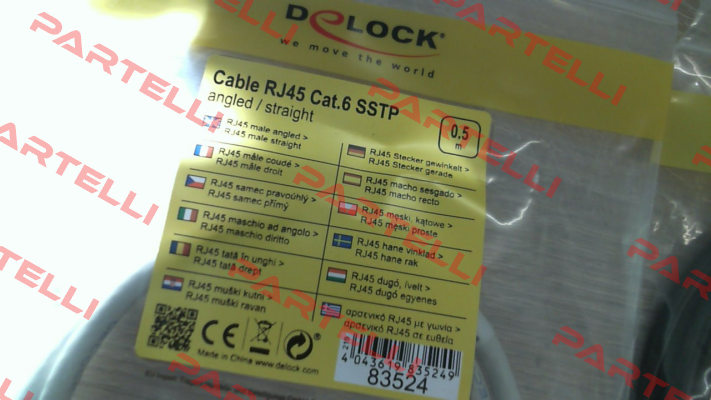 DeLOCK®
we move the world
Cable RJ45 Cat.6 SSTP
angled / straight
0.5
m
RJ45 male angled >
RJ45 male straight
RJ45 mâle coudé >
RJ45 mâle droit
RJ45 samec pravoúhlý >
RJ45 samec přímý
RJ45 maschio ad angolo >
RJ45 maschio diritto
RJ45 tată în unghi >
RJ45 tată drept
RJ45 muški kutni >
RJ45 muški ravan
RJ45 Stecker gewinkelt >
RJ45 Stecker gerade
RJ45 macho sesgado >
RJ45 macho recto
RJ45 męski, kątowe >
RJ45 męski proste
RJ45 hane vinklad >
RJ45 hane rak
RJ45 dugó, ívelt >
RJ45 dugó egyenes
αρσενικό RJ45 με γωνία >
αρσενικό RJ45 σε ευθεία
CE
Made in China www.delock.com
4 043619 835249
83524
PARTELLI
PARTELLI
PARTELLI
PARTELLI
PARTELLI
PARTELLI
PARTELLI
PARTELLI
PARTELLI
PARTELLI